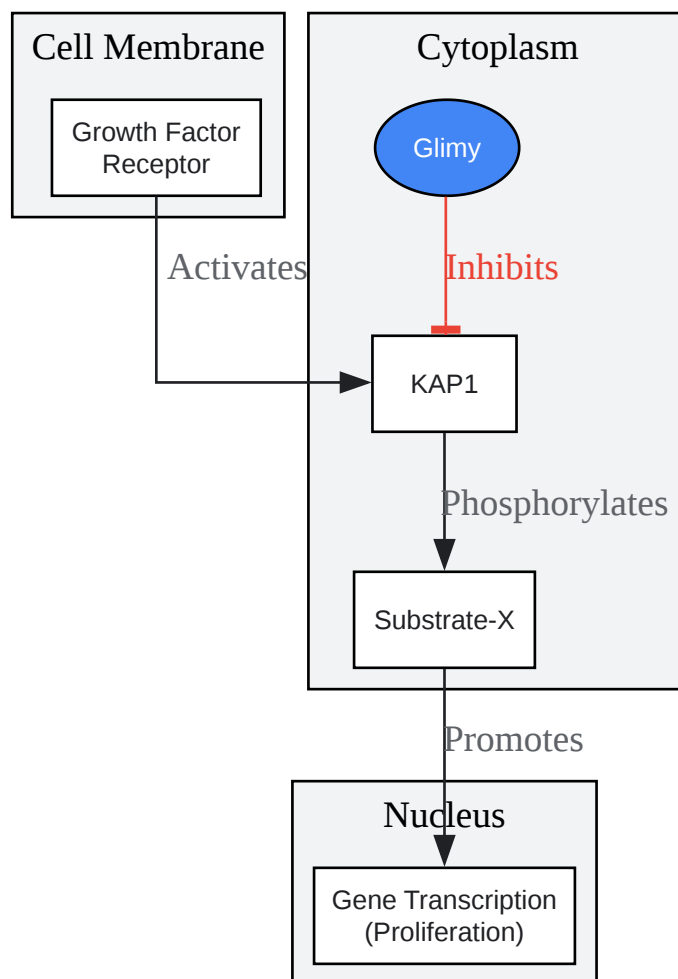 Cell Membrane
Cytoplasm
Growth Factor
Receptor
Glimy
Activates
Inhibits
KAP1
Phosphorylates
Substrate-X
Promotes
Nucleus
Gene Transcription
(Proliferation)